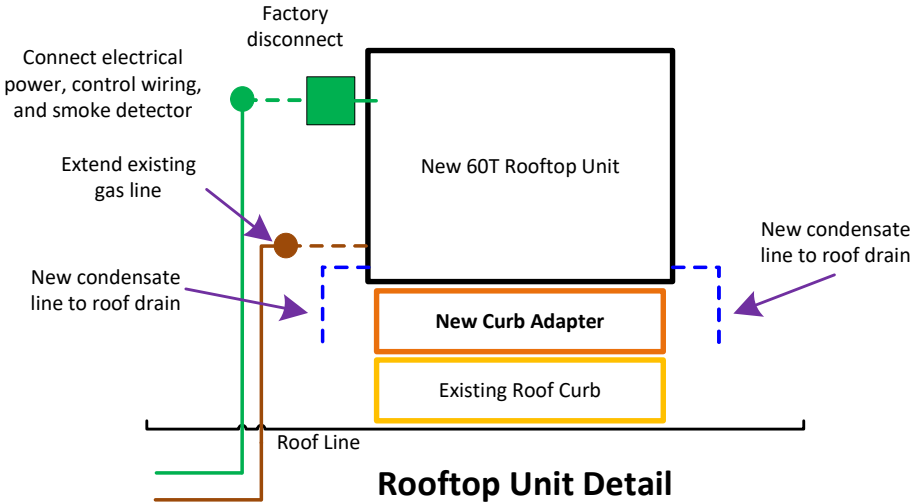 Factory
disconnect
Connect electrical
power, control wiring,
and smoke detector
New 60T Rooftop Unit
Extend existing
gas line
New condensate
line to roof drain
New condensate
line to roof drain
New Curb Adapter
Existing Roof Curb
Roof Line
Rooftop Unit Detail